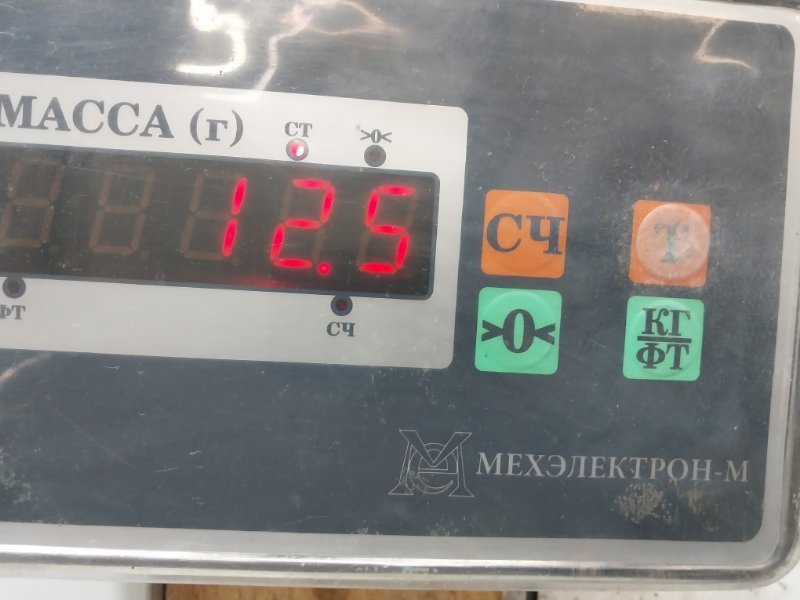 МАССА (г)
СТ
>0<
12.5
ФТ
СЧ
СЧ
Т
>0<
КГ
ФТ
МЕХЭЛЕКТРОН-М